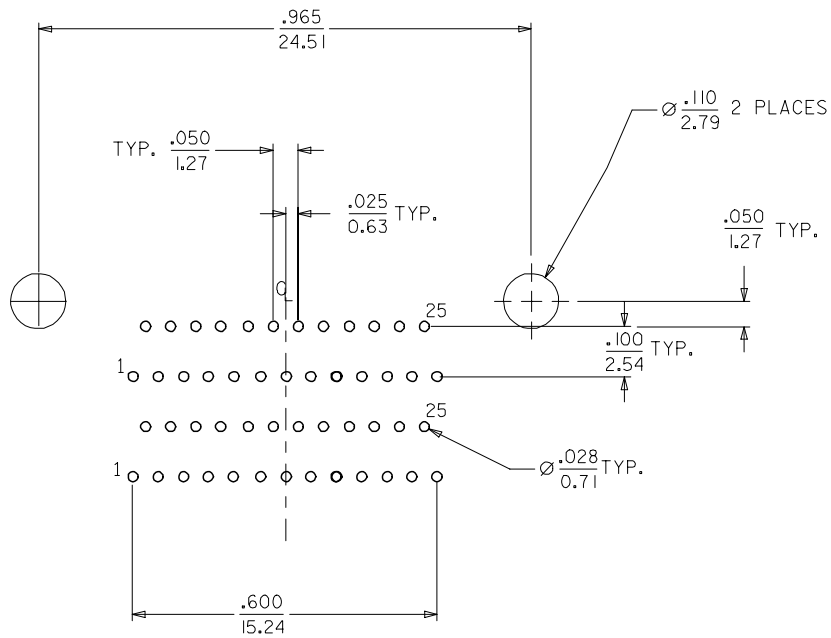 .965
24.51
Ø .110 2 PLACES
2.79
TYP. .050
1.27
.025 TYP.
0.63
.050 TYP.
1.27
25
.100 TYP.
2.54
1
25
1
Ø .028 TYP.
0.71
.600
15.24